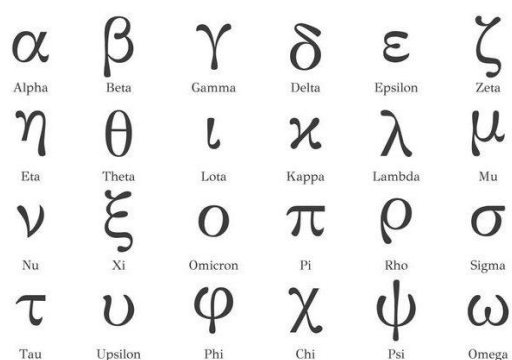 α β γ δ ε ζ
Alpha Beta Gamma Delta Epsilon Zeta
η θ ι ϰ λ μ
Eta Theta Lota Kappa Lambda Mu
ν ξ ο π ρ σ
Nu Xi Omicron Pi Rho Sigma
τ υ φ χ ψ ω
Tau Upsilon Phi Chi Psi Omega